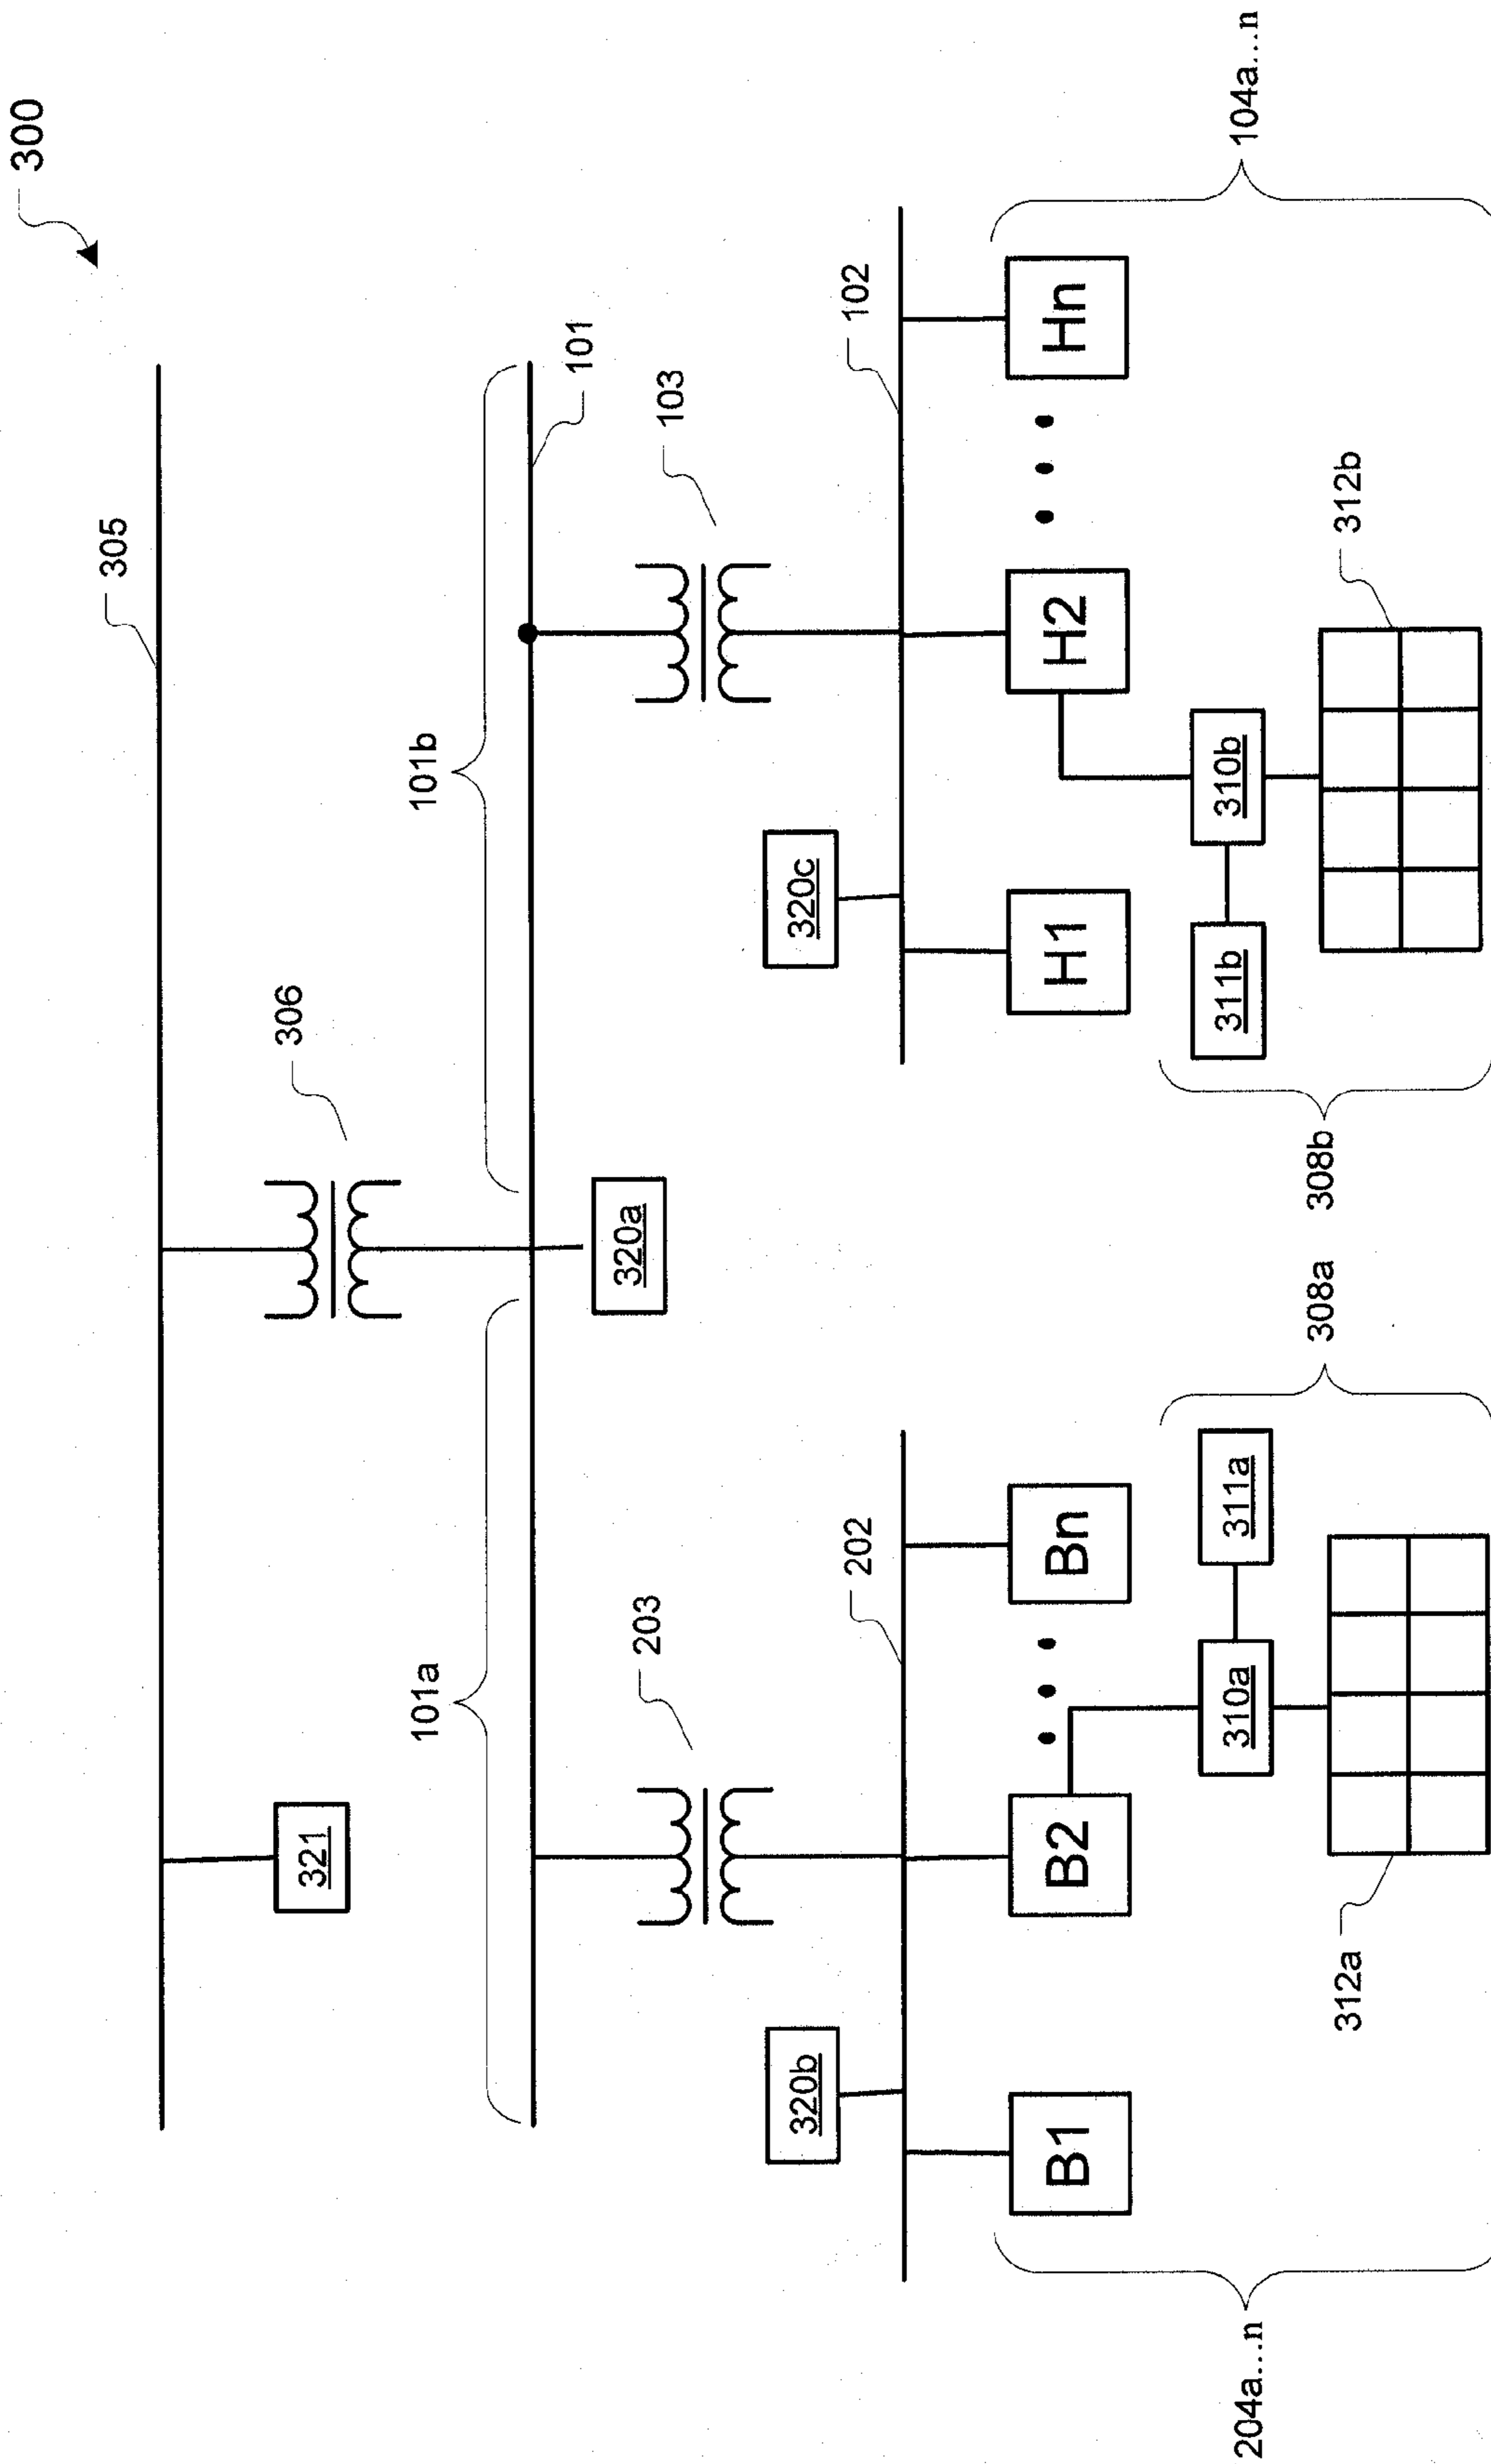 300
305
321
306
101a
101b
101
203
103
320a
320b
202
320c
102
B1
B2
Bn
H1
H2
Hn
204a...n
104a...n
310a
311a
311b
310b
312a
308a
308b
312b